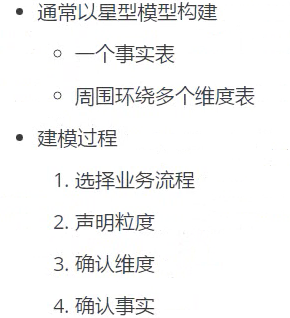 通常以星型模型构建
一个事实表
周围环绕多个维度表
建模过程
1. 选择业务流程
2. 声明粒度
3. 确认维度
4. 确认事实